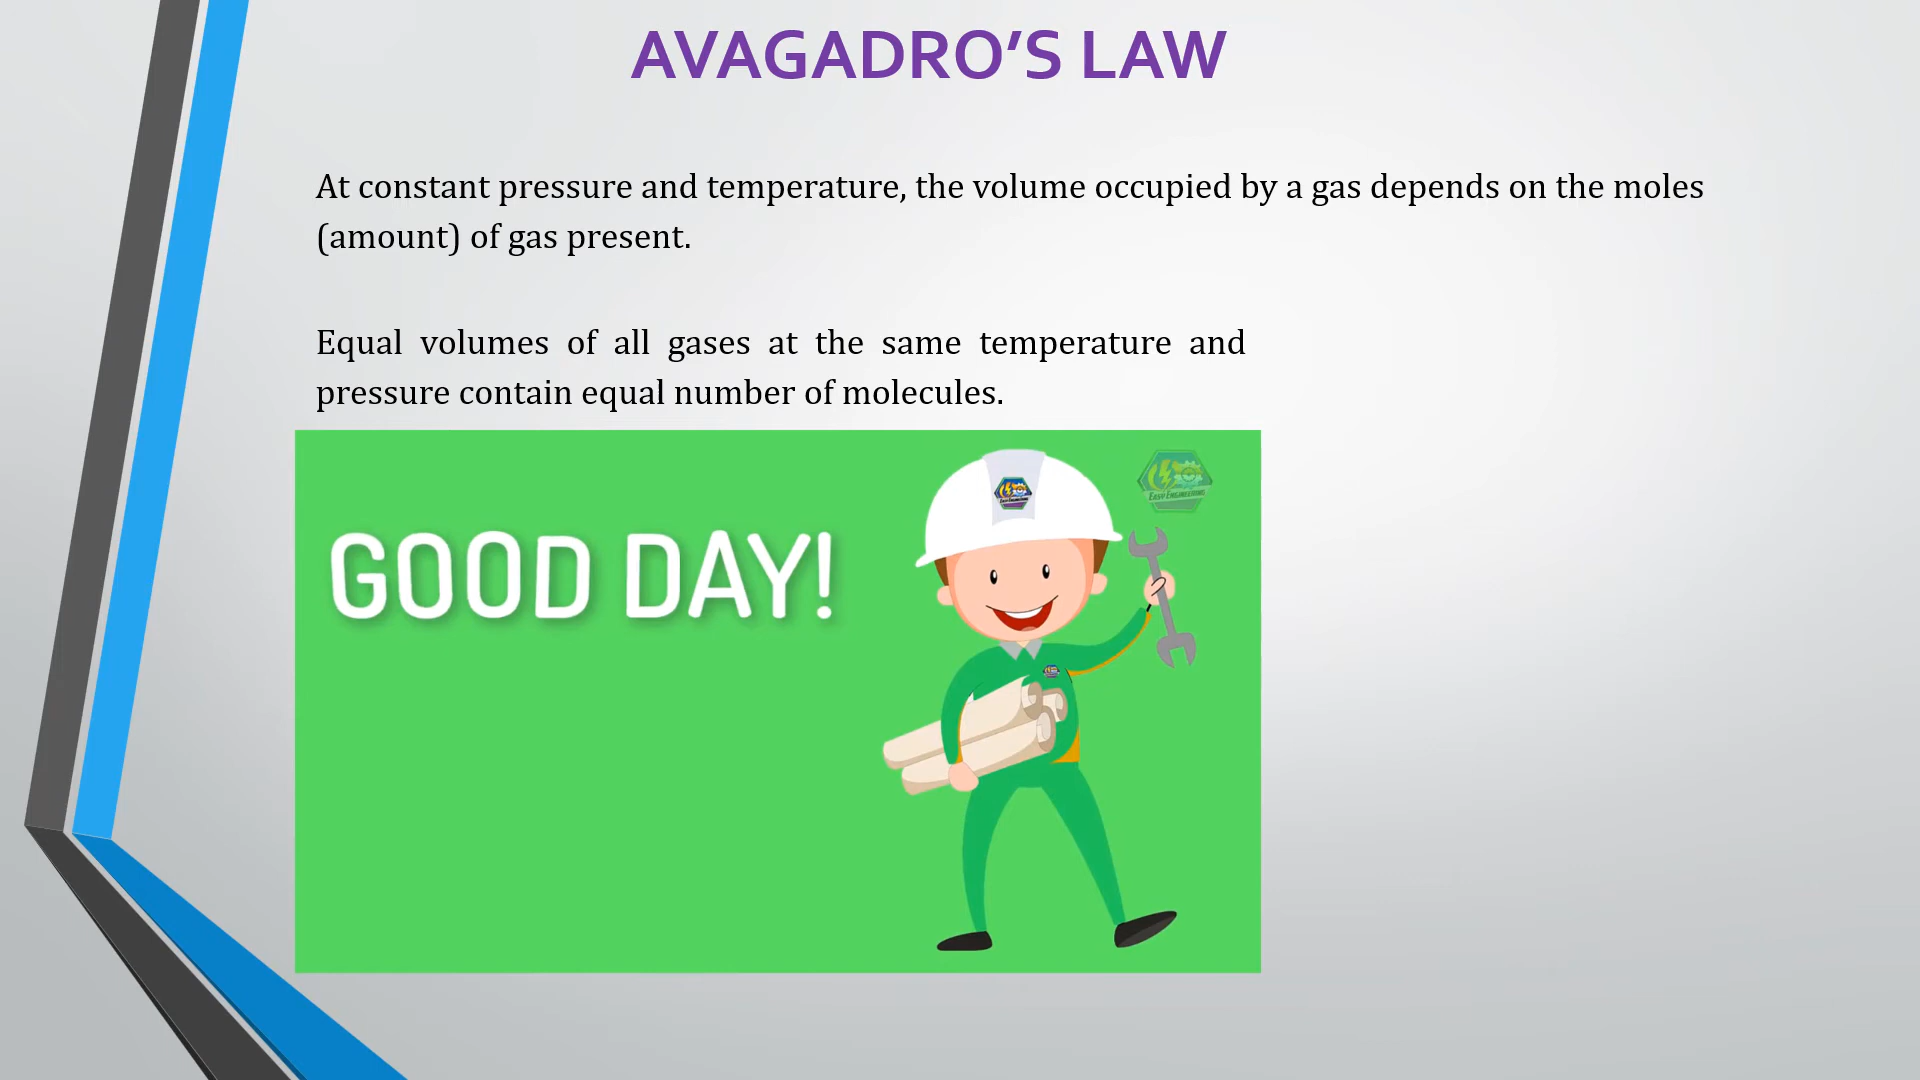 AVAGADRO’S LAW
At constant pressure and temperature, the volume occupied by a gas depends on the moles
(amount) of gas present.
Equal volumes of all gases at the same temperature and
pressure contain equal number of molecules.
GOOD DAY!
EASY ENGINEERING